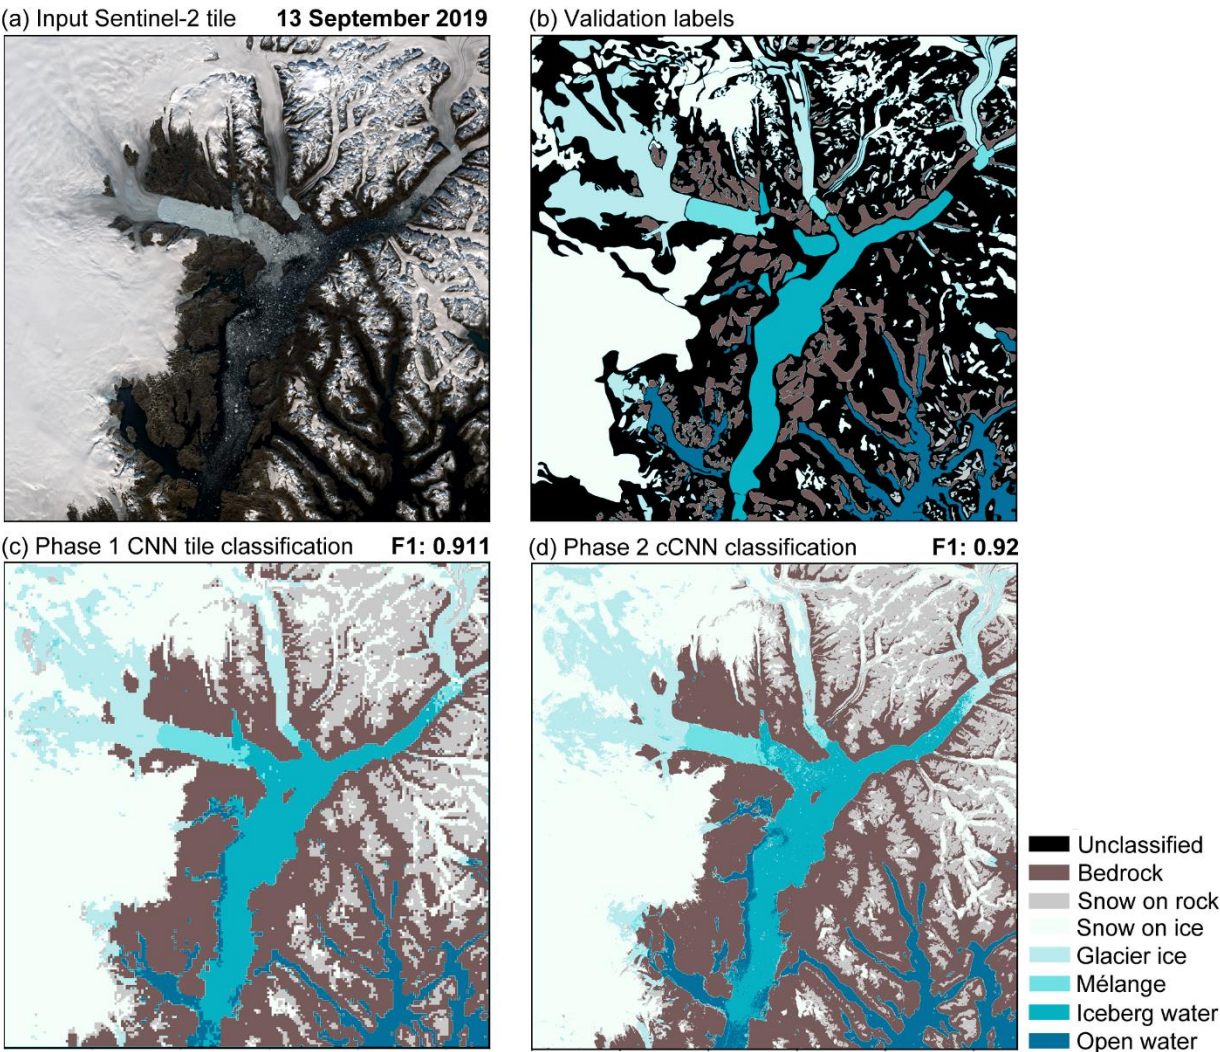 (a) Input Sentinel-2 tile 13 September 2019
(b) Validation labels
(c) Phase 1 CNN tile classification F1: 0.911
(d) Phase 2 cCNN classification F1: 0.92
Unclassified
Bedrock
Snow on rock
Snow on ice
Glacier ice
Mélange
Iceberg water
Open water